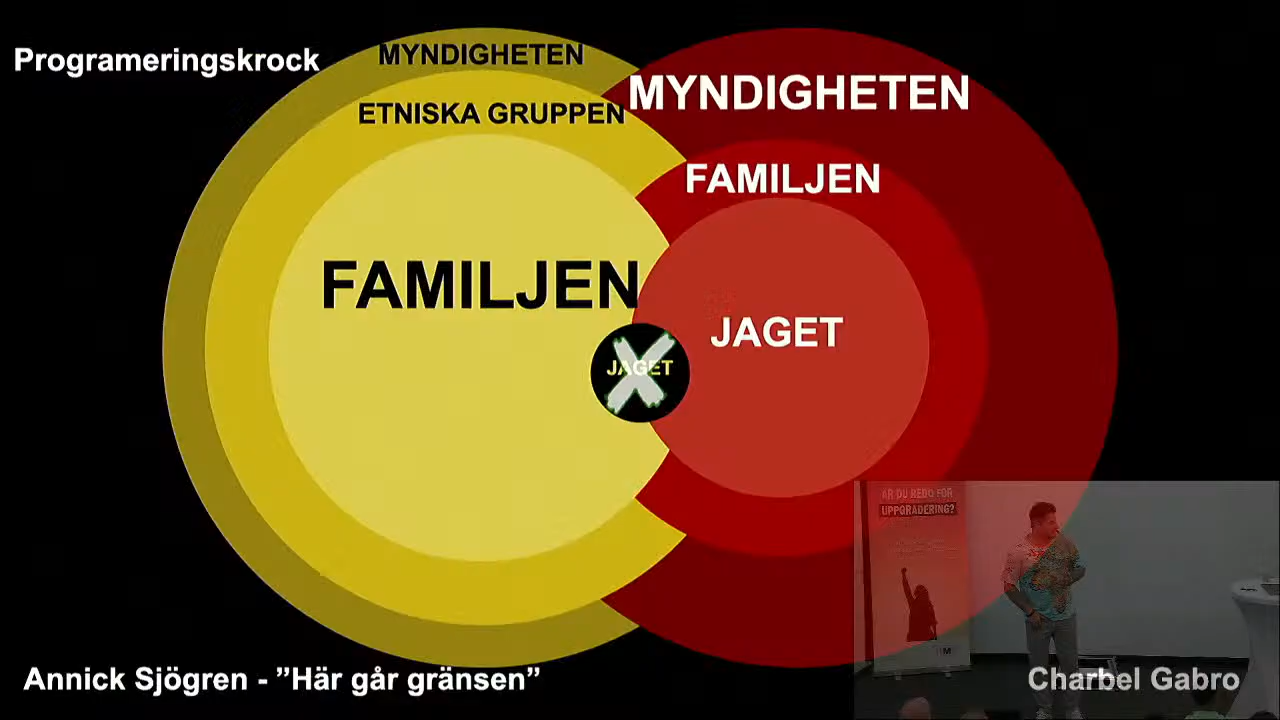 Programeringskrock
MYNDIGHETEN
ETNISKA GRUPPEN
FAMILJEN
MYNDIGHETEN
FAMILJEN
JAGET
JAGET
ÄR DU REDO FÖR
UPPGRADERING?
Annick Sjögren - ”Här går gränsen”
Charbel Gabro